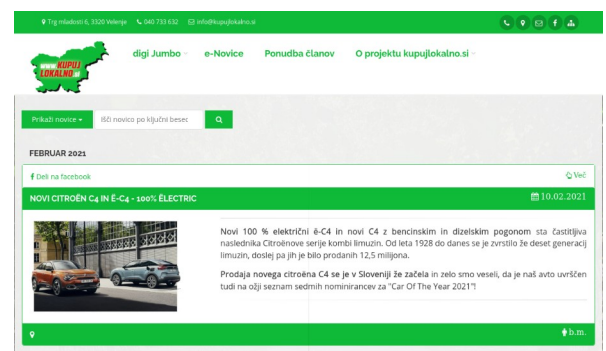 Trg mladosti 6, 3320 Velenje 040 733 632 info@kupujlokalno.si
www KUPUJ
LOKALNO.si
digi Jumbo e-Novice Ponudba članov O projektu kupujlokalno.si
Prikaži novice Išči novico po ključni besec
FEBRUAR 2021
Deli na facebook Več
NOVI CITROËN C4 IN Ë-C4 - 100% ËLECTRIC 10.02.2021
Novi 100 % električni ë-C4 in novi C4 z bencinskim in dizelskim pogonom sta častitljiva
naslednika Citroënove serije kombi limuzin. Od leta 1928 do danes se je zvrstilo že deset generacij
limuzin, doslej pa jih je bilo prodanih 12,5 milijona.
Prodaja novega citroëna C4 se je v Sloveniji že začela in zelo smo veseli, da je naš avto uvrščen
tudi na ožji seznam sedmih nominirancev za "Car Of The Year 2021"!
b.m.